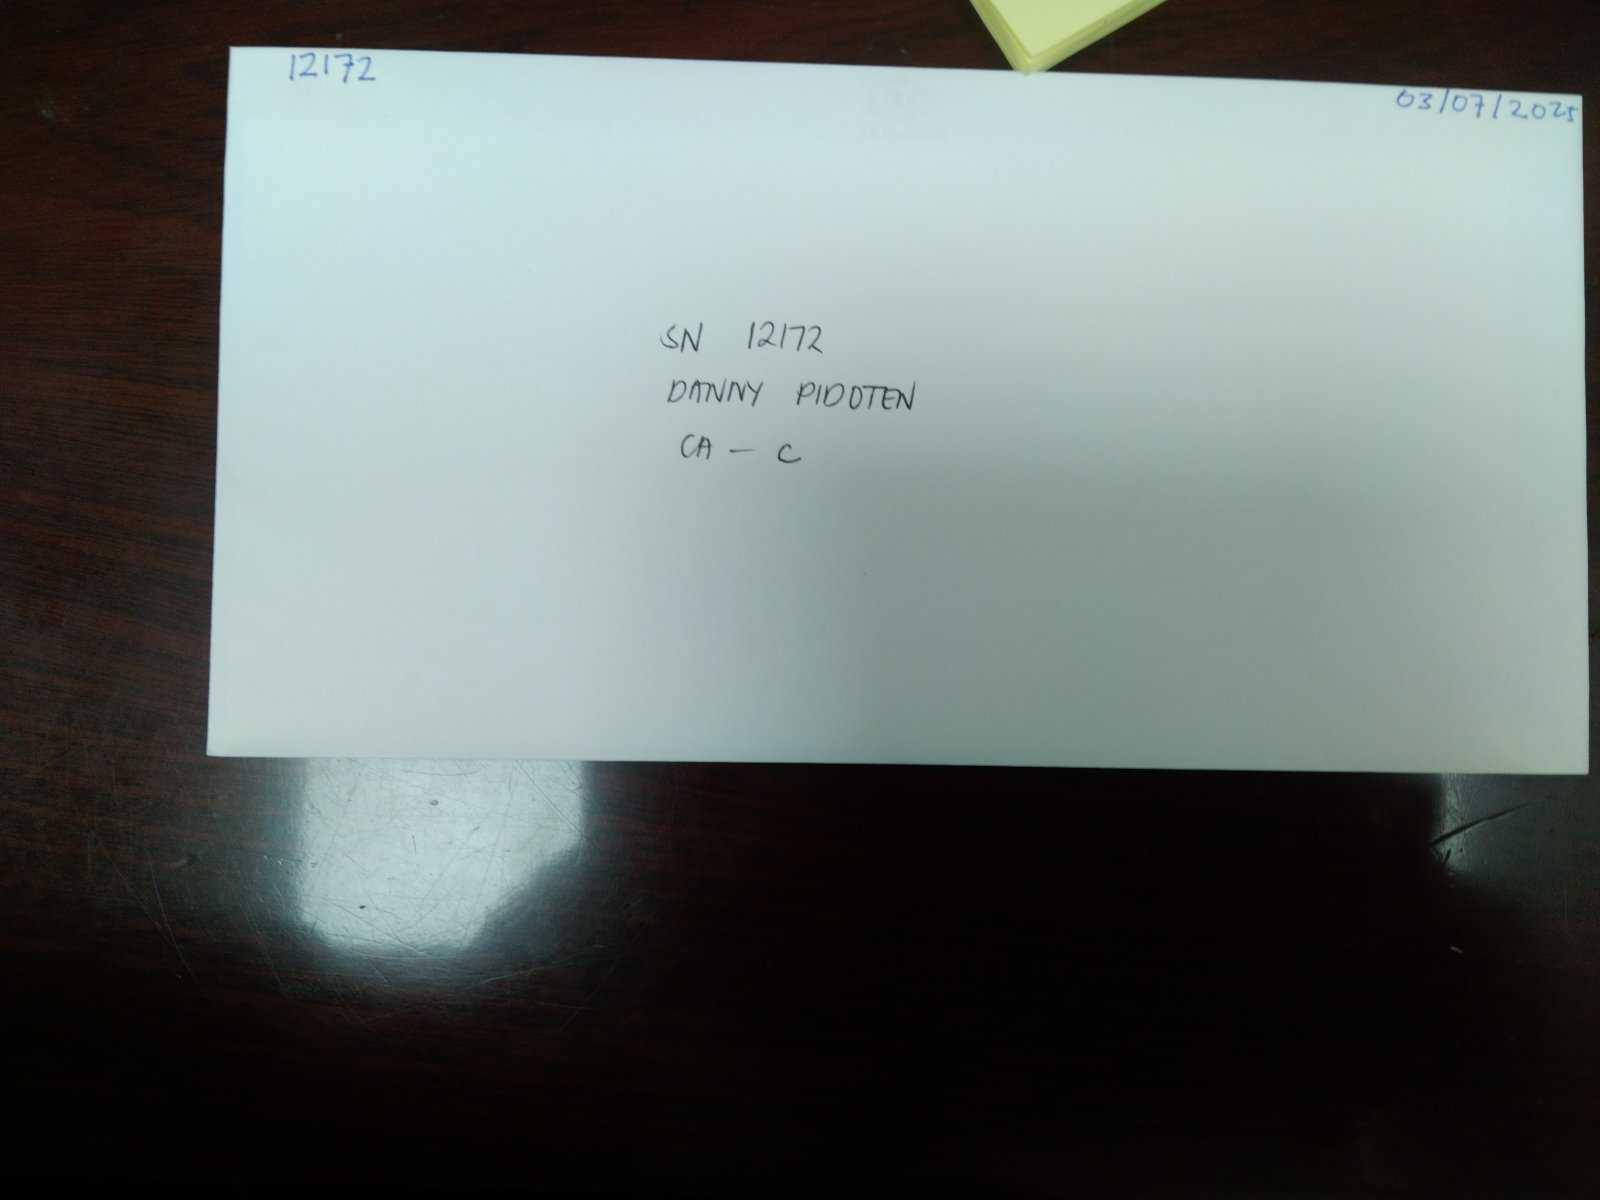 12172
03/07/2025
SN 12172
DANNY PIDOTEN
CA - C